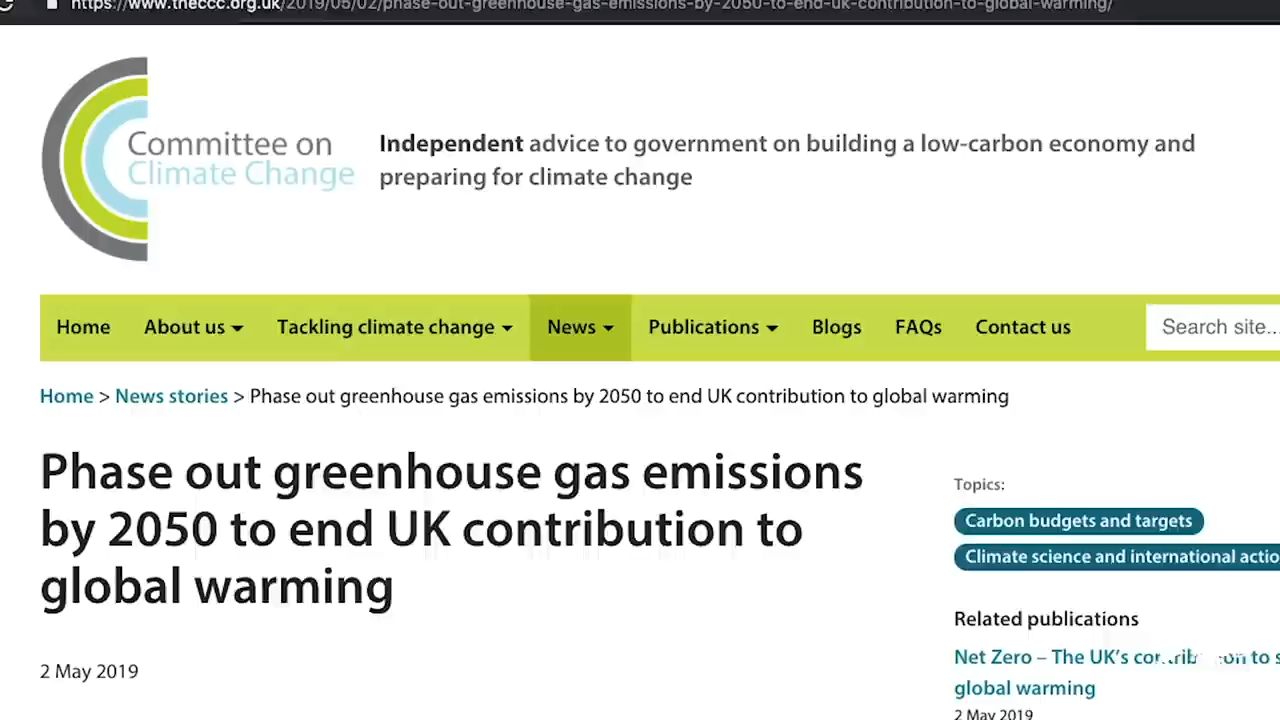 https://www.theccc.org.uk/2019/05/02/phase-out-greenhouse-gas-emissions-by-2050-to-end-uk-contribution-to-global-warming/
Committee on
Climate Change
Independent advice to government on building a low-carbon economy and
preparing for climate change
Home About us Tackling climate change News Publications Blogs FAQs Contact us Search site...
Home > News stories > Phase out greenhouse gas emissions by 2050 to end UK contribution to global warming
Phase out greenhouse gas emissions
by 2050 to end UK contribution to
global warming
2 May 2019
Topics:
Carbon budgets and targets
Climate science and international actio
Related publications
Net Zero – The UK's contribution to s
global warming
2 May 2019